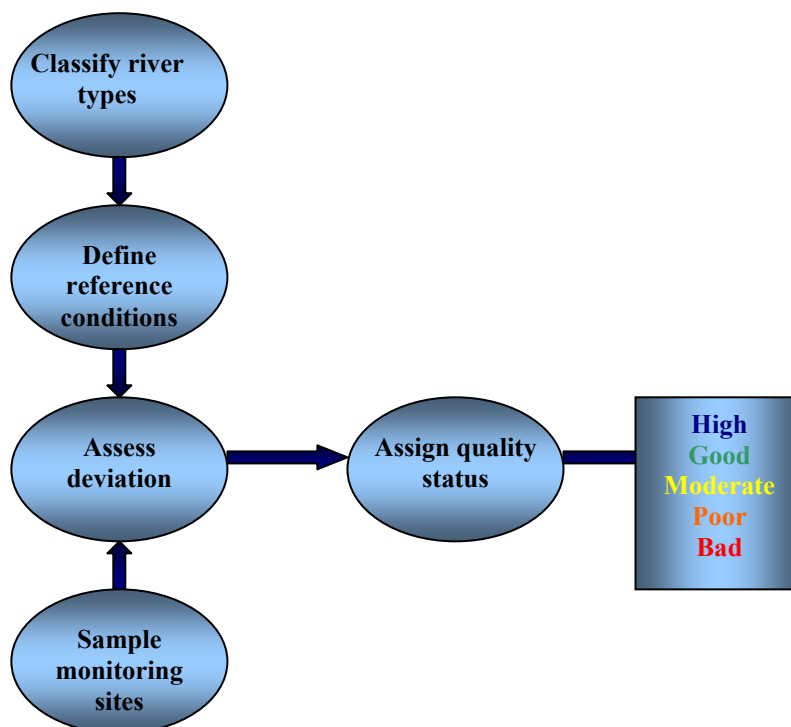 Classify river
types
Define
reference
conditions
Assess
deviation
Assign quality
status
High
Good
Moderate
Poor
Bad
Sample
monitoring
sites